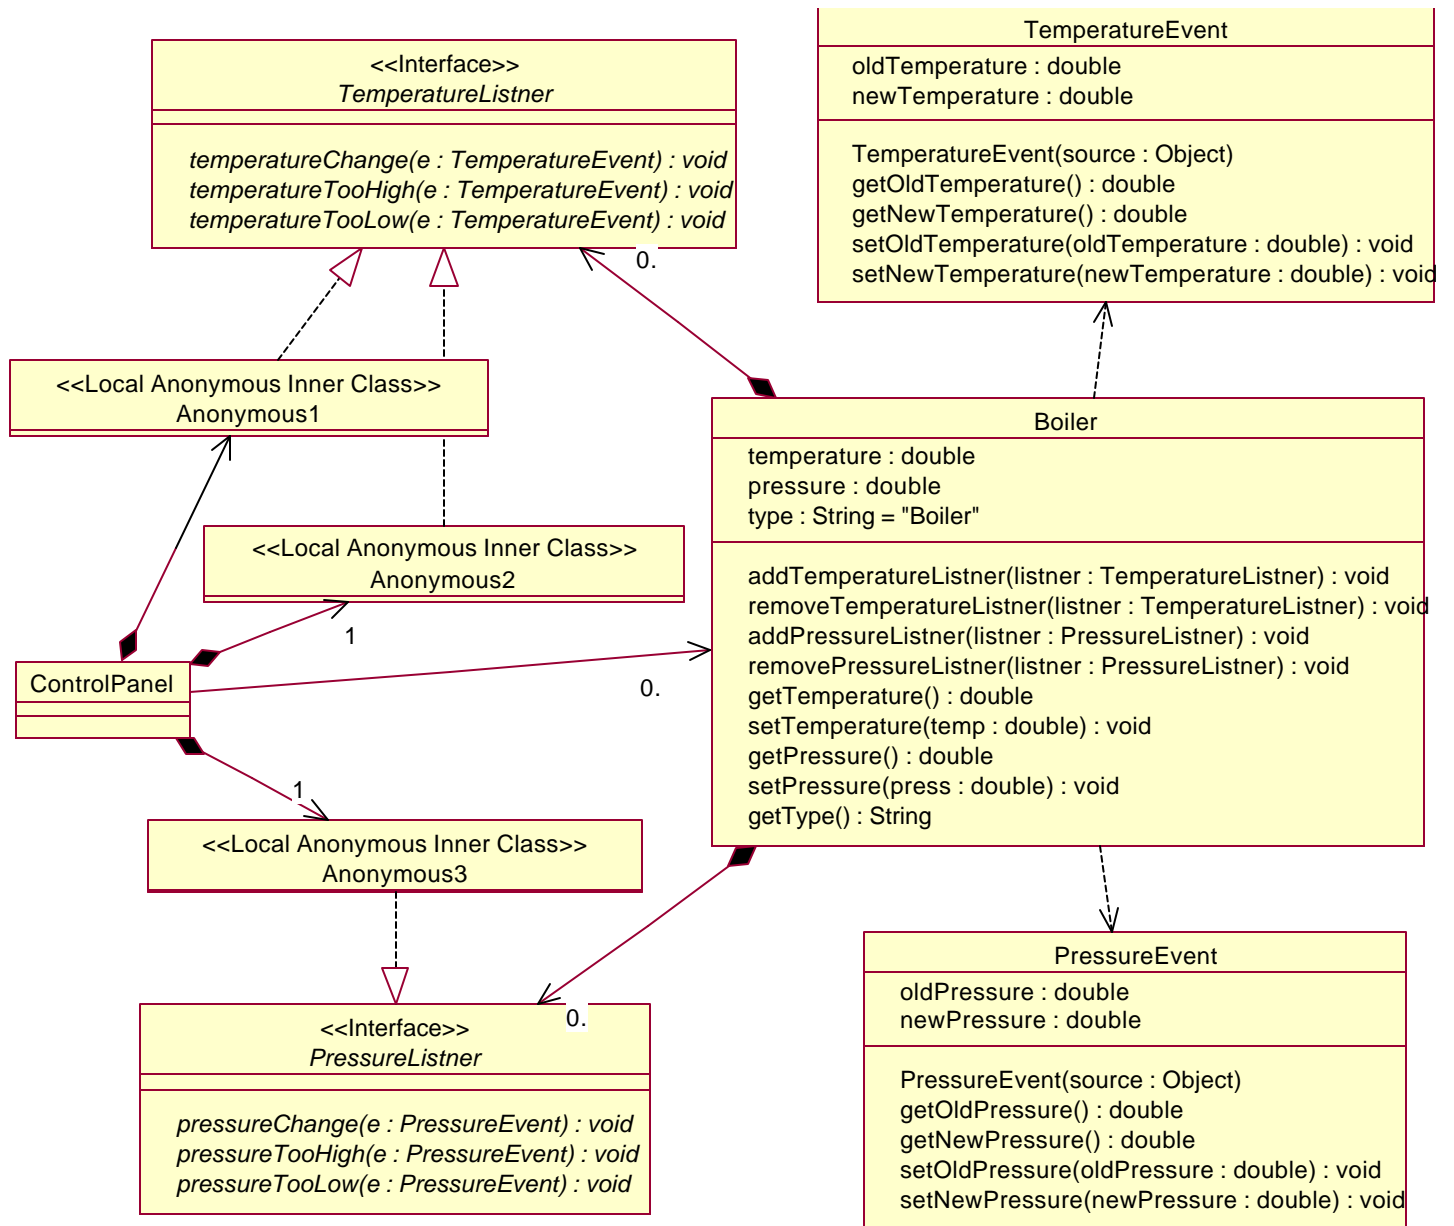 <<Interface>>
TemperatureListner
temperatureChange(e : TemperatureEvent) : void
temperatureTooHigh(e : TemperatureEvent) : void
temperatureTooLow(e : TemperatureEvent) : void
0.
TemperatureEvent
oldTemperature : double
newTemperature : double
TemperatureEvent(source : Object)
getOldTemperature() : double
getNewTemperature() : double
setOldTemperature(oldTemperature : double) : void
setNewTemperature(newTemperature : double) : void
<<Local Anonymous Inner Class>>
Anonymous1
<<Local Anonymous Inner Class>>
Anonymous2
1
ControlPanel
0.
1
Boiler
temperature : double
pressure : double
type : String = "Boiler"
addTemperatureListner(listner : TemperatureListner) : void
removeTemperatureListner(listner : TemperatureListner) : void
addPressureListner(listner : PressureListner) : void
removePressureListner(listner : PressureListner) : void
getTemperature() : double
setTemperature(temp : double) : void
getPressure() : double
setPressure(press : double) : void
getType() : String
<<Local Anonymous Inner Class>>
Anonymous3
0.
<<Interface>>
PressureListner
pressureChange(e : PressureEvent) : void
pressureTooHigh(e : PressureEvent) : void
pressureTooLow(e : PressureEvent) : void
PressureEvent
oldPressure : double
newPressure : double
PressureEvent(source : Object)
getOldPressure() : double
getNewPressure() : double
setOldPressure(oldPressure : double) : void
setNewPressure(newPressure : double) : void